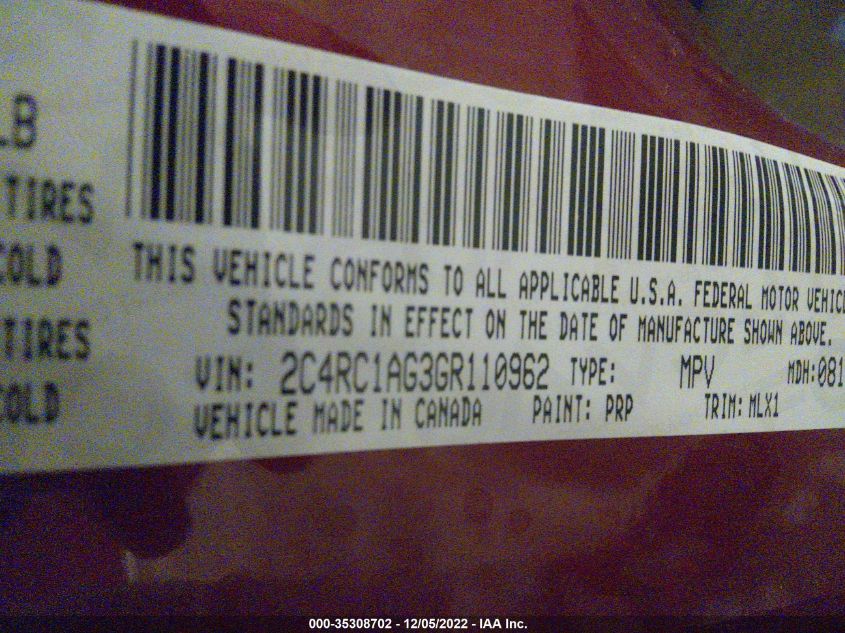 LB
TIRES
COLD
TIRES
COLD
THIS VEHICLE CONFORMS TO ALL APPLICABLE U.S.A. FEDERAL MOTOR VEHICLE
STANDARDS IN EFFECT ON THE DATE OF MANUFACTURE SHOWN ABOVE.
VIN: 2C4RC1AG3GR110962 TYPE: MPV MDH:081
VEHICLE MADE IN CANADA PAINT: PRP TRIM: MLX1
000-35308702 - 12/05/2022 - IAA Inc.